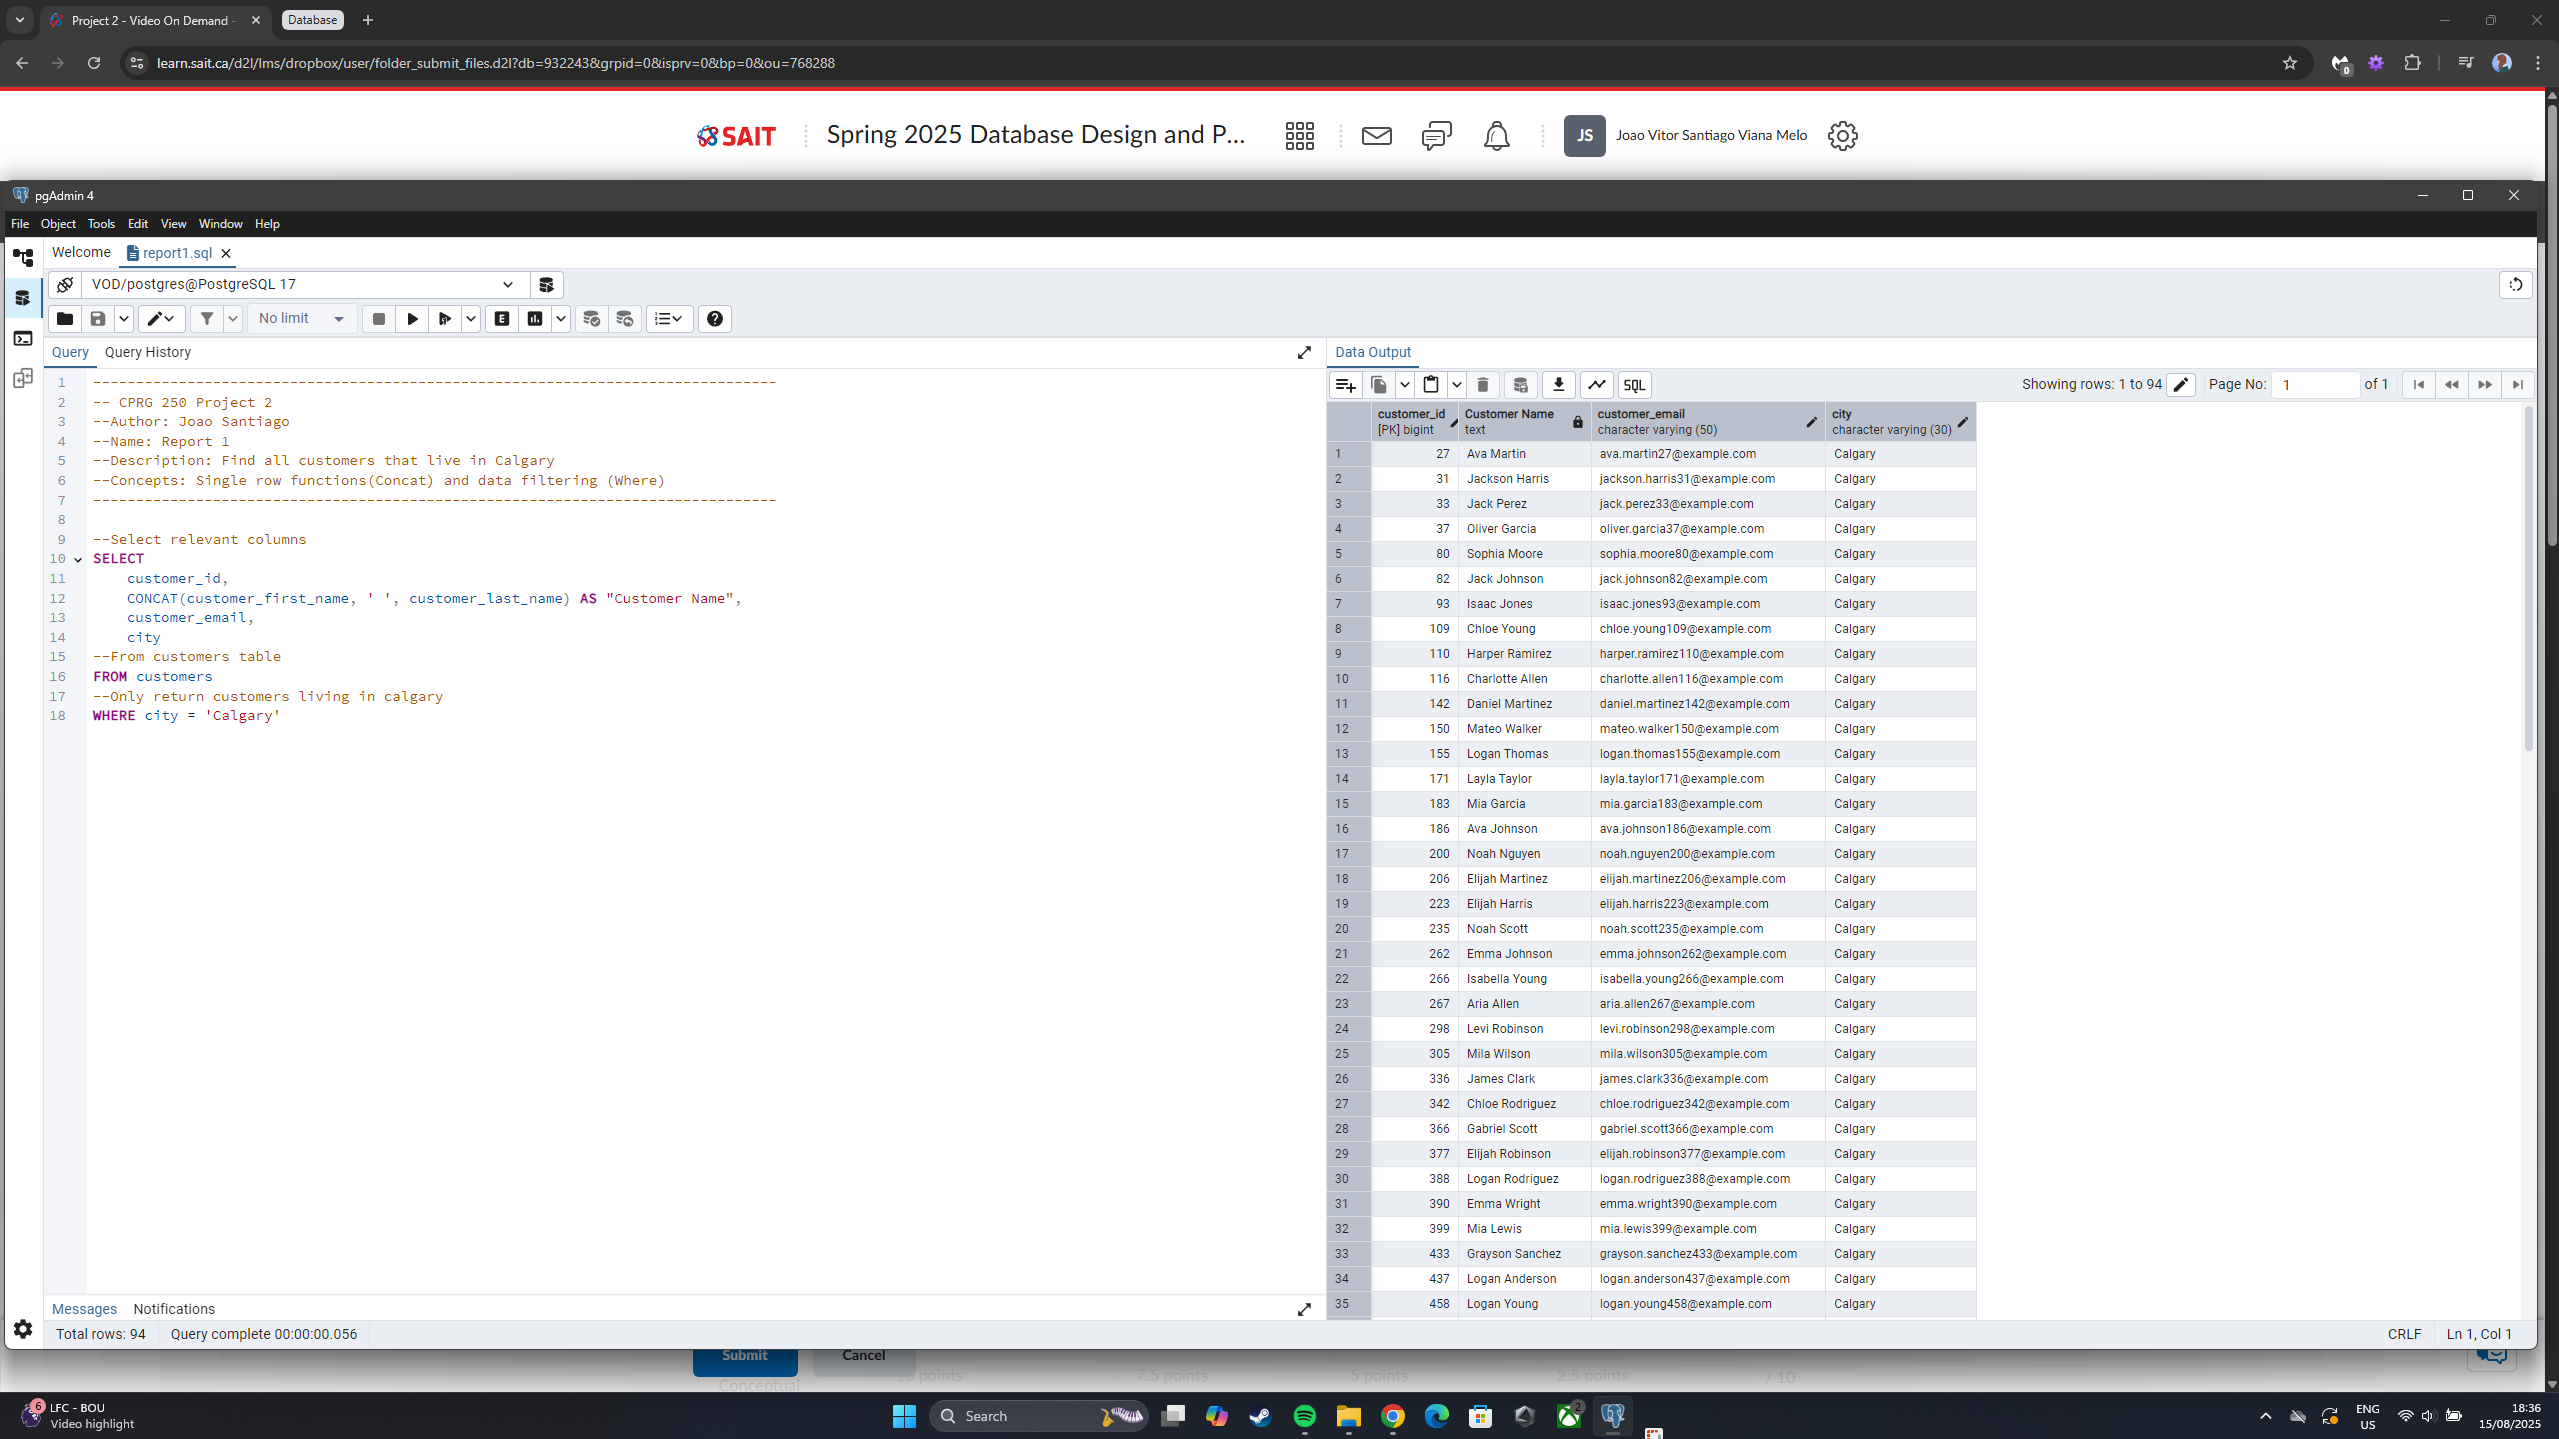 Project 2 - Video On Demand -
Database
learn.sait.ca/d2l/lms/dropbox/user/folder_submit_files.d2l?db=932243&grpid=0&isprv=0&bp=0&ou=768288
0
SAIT
Spring 2025 Database Design and P...
JS
Joao Vitor Santiago Viana Melo
pgAdmin 4
File Object Tools Edit View Window Help
Welcome report1.sql
VOD/postgres@PostgreSQL 17
No limit
E
Query Query History
1 --------------------------------------------------------------------------------
2 -- CPRG 250 Project 2
3 --Author: Joao Santiago
4 --Name: Report 1
5 --Description: Find all customers that live in Calgary
6 --Concepts: Single row functions(Concat) and data filtering (Where)
7 --------------------------------------------------------------------------------
8
9 --Select relevant columns
10 SELECT
11 customer_id,
12 CONCAT(customer_first_name, ' ', customer_last_name) AS "Customer Name",
13 customer_email,
14 city
15 --From customers table
16 FROM customers
17 --Only return customers living in calgary
18 WHERE city = 'Calgary'
Data Output
SQL
Showing rows: 1 to 94 Page No: 1 of 1
customer_id Customer Name customer_email city
[PK] bigint text character varying (50) character varying (30)
1 27 Ava Martin ava.martin27@example.com Calgary
2 31 Jackson Harris jackson.harris31@example.com Calgary
3 33 Jack Perez jack.perez33@example.com Calgary
4 37 Oliver Garcia oliver.garcia37@example.com Calgary
5 80 Sophia Moore sophia.moore80@example.com Calgary
6 82 Jack Johnson jack.johnson82@example.com Calgary
7 93 Isaac Jones isaac.jones93@example.com Calgary
8 109 Chloe Young chloe.young109@example.com Calgary
9 110 Harper Ramirez harper.ramirez110@example.com Calgary
10 116 Charlotte Allen charlotte.allen116@example.com Calgary
11 142 Daniel Martinez daniel.martinez142@example.com Calgary
12 150 Mateo Walker mateo.walker150@example.com Calgary
13 155 Logan Thomas logan.thomas155@example.com Calgary
14 171 Layla Taylor layla.taylor171@example.com Calgary
15 183 Mia Garcia mia.garcia183@example.com Calgary
16 186 Ava Johnson ava.johnson186@example.com Calgary
17 200 Noah Nguyen noah.nguyen200@example.com Calgary
18 206 Elijah Martinez elijah.martinez206@example.com Calgary
19 223 Elijah Harris elijah.harris223@example.com Calgary
20 235 Noah Scott noah.scott235@example.com Calgary
21 262 Emma Johnson emma.johnson262@example.com Calgary
22 266 Isabella Young isabella.young266@example.com Calgary
23 267 Aria Allen aria.allen267@example.com Calgary
24 298 Levi Robinson levi.robinson298@example.com Calgary
25 305 Mila Wilson mila.wilson305@example.com Calgary
26 336 James Clark james.clark336@example.com Calgary
27 342 Chloe Rodriguez chloe.rodriguez342@example.com Calgary
28 366 Gabriel Scott gabriel.scott366@example.com Calgary
29 377 Elijah Robinson elijah.robinson377@example.com Calgary
30 388 Logan Rodriguez logan.rodriguez388@example.com Calgary
31 390 Emma Wright emma.wright390@example.com Calgary
32 399 Mia Lewis mia.lewis399@example.com Calgary
33 433 Grayson Sanchez grayson.sanchez433@example.com Calgary
34 437 Logan Anderson logan.anderson437@example.com Calgary
35 458 Logan Young logan.young458@example.com Calgary
Messages Notifications
Total rows: 94 Query complete 00:00:00.056
CRLF Ln 1, Col 1
Submit Cancel
Conceptual 10 points 7.5 points 5 points 2.5 points / 10
6
LFC - BOU
Video highlight
Search
2
ENG
US
18:36
15/08/2025